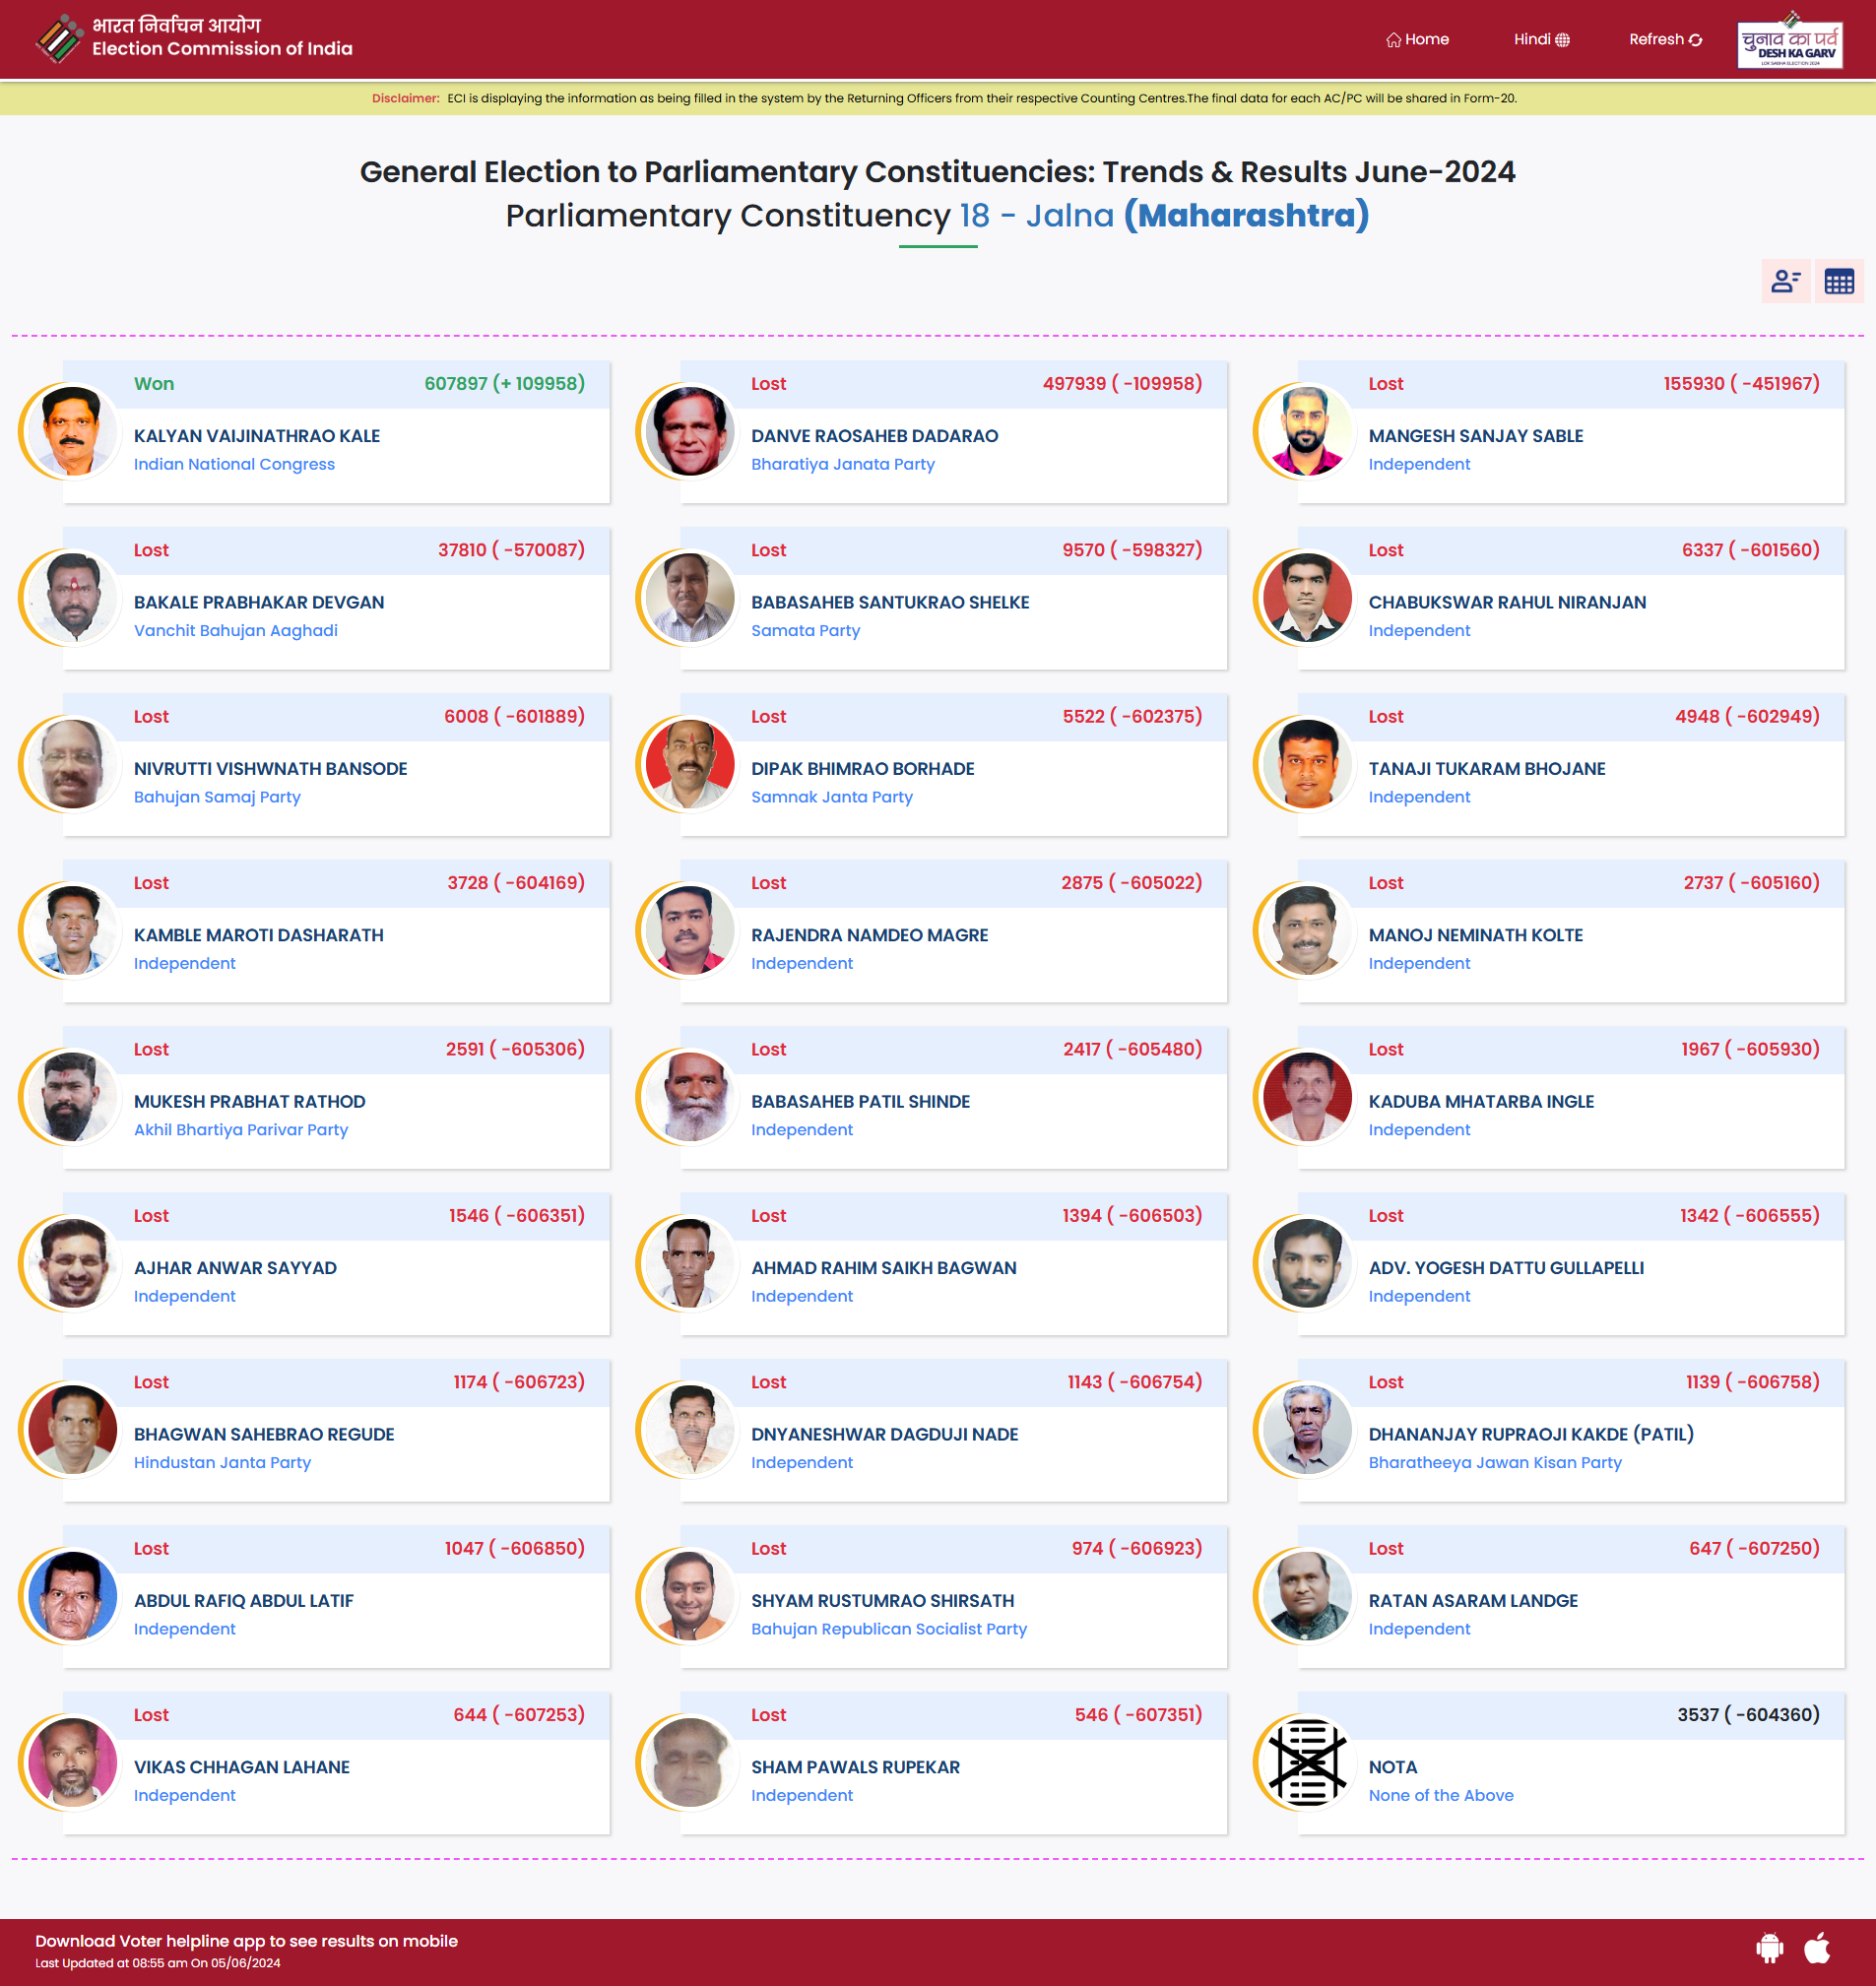 भारत निर्वाचन आयोग
Election Commission of India
Home
Hindi
Refresh
चुनाव का पर्व
DESH KA GARV
LOK SABHA ELECTION 2024
Disclaimer: ECI is displaying the information as being filled in the system by the Returning Officers from their respective Counting Centres.The final data for each AC/PC will be shared in Form-20.
General Election to Parliamentary Constituencies: Trends & Results June-2024
Parliamentary Constituency 18 - Jalna (Maharashtra)
Won 607897 (+ 109958)
KALYAN VAIJINATHRAO KALE
Indian National Congress
Lost 497939 ( -109958)
DANVE RAOSAHEB DADARAO
Bharatiya Janata Party
Lost 155930 ( -451967)
MANGESH SANJAY SABLE
Independent
Lost 37810 ( -570087)
BAKALE PRABHAKAR DEVGAN
Vanchit Bahujan Aaghadi
Lost 9570 ( -598327)
BABASAHEB SANTUKRAO SHELKE
Samata Party
Lost 6337 ( -601560)
CHABUKSWAR RAHUL NIRANJAN
Independent
Lost 6008 ( -601889)
NIVRUTTI VISHWNATH BANSODE
Bahujan Samaj Party
Lost 5522 ( -602375)
DIPAK BHIMRAO BORHADE
Samnak Janta Party
Lost 4948 ( -602949)
TANAJI TUKARAM BHOJANE
Independent
Lost 3728 ( -604169)
KAMBLE MAROTI DASHARATH
Independent
Lost 2875 ( -605022)
RAJENDRA NAMDEO MAGRE
Independent
Lost 2737 ( -605160)
MANOJ NEMINATH KOLTE
Independent
Lost 2591 ( -605306)
MUKESH PRABHAT RATHOD
Akhil Bhartiya Parivar Party
Lost 2417 ( -605480)
BABASAHEB PATIL SHINDE
Independent
Lost 1967 ( -605930)
KADUBA MHATARBA INGLE
Independent
Lost 1546 ( -606351)
AJHAR ANWAR SAYYAD
Independent
Lost 1394 ( -606503)
AHMAD RAHIM SAIKH BAGWAN
Independent
Lost 1342 ( -606555)
ADV. YOGESH DATTU GULLAPELLI
Independent
Lost 1174 ( -606723)
BHAGWAN SAHEBRAO REGUDE
Hindustan Janta Party
Lost 1143 ( -606754)
DNYANESHWAR DAGDUJI NADE
Independent
Lost 1139 ( -606758)
DHANANJAY RUPRAOJI KAKDE (PATIL)
Bharatheeya Jawan Kisan Party
Lost 1047 ( -606850)
ABDUL RAFIQ ABDUL LATIF
Independent
Lost 974 ( -606923)
SHYAM RUSTUMRAO SHIRSATH
Bahujan Republican Socialist Party
Lost 647 ( -607250)
RATAN ASARAM LANDGE
Independent
Lost 644 ( -607253)
VIKAS CHHAGAN LAHANE
Independent
Lost 546 ( -607351)
SHAM PAWALS RUPEKAR
Independent
3537 ( -604360)
NOTA
None of the Above
Download Voter helpline app to see results on mobile
Last Updated at 08:55 am On 05/06/2024